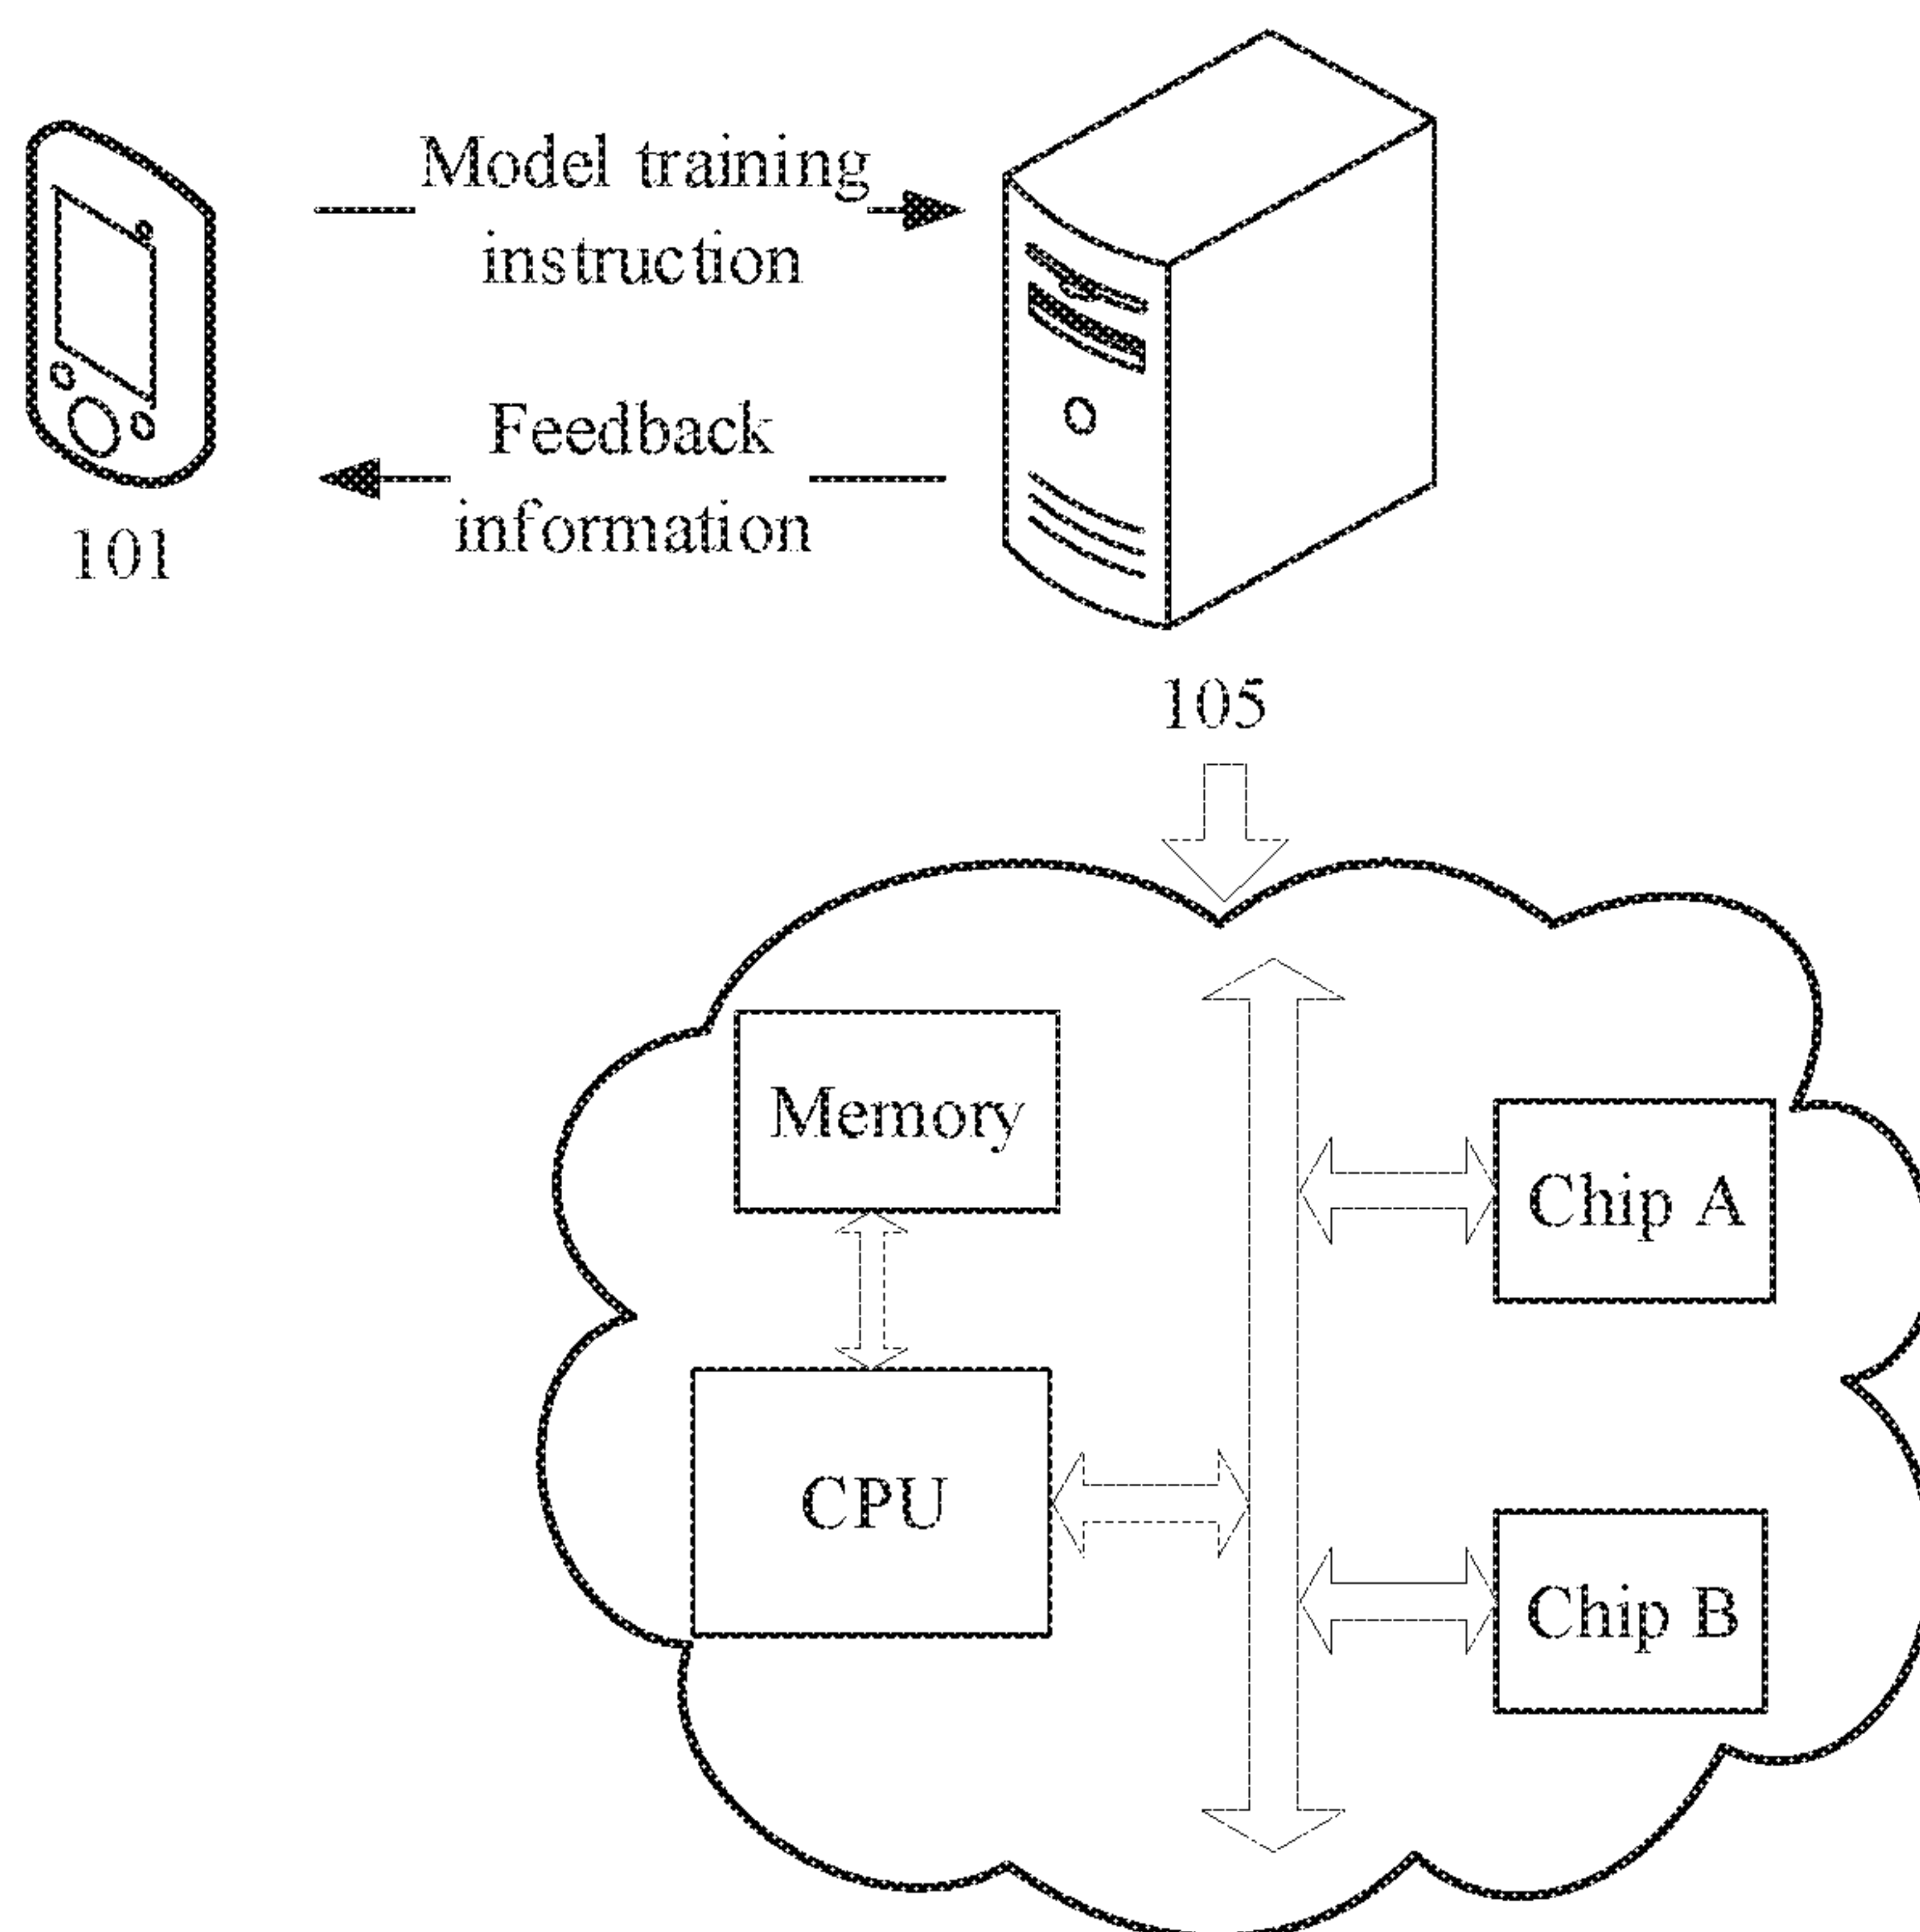 Model training
instruction
Feedback
information
101
105
Memory
Chip A
CPU
Chip B